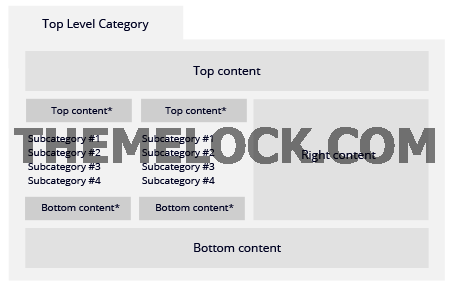 Top Level Category
Top content
Top content*
Top content*
Subcategory #1
Subcategory #2
Subcategory #3
Subcategory #4
Subcategory #1
Subcategory #2
Subcategory #3
Subcategory #4
Right content
THEMELOCK.COM
Bottom content*
Bottom content*
Bottom content